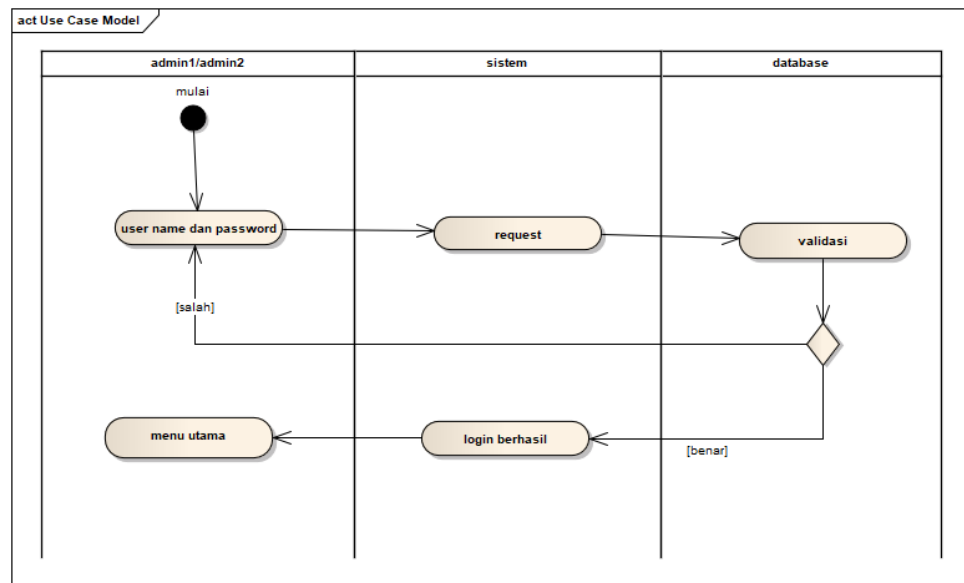 act Use Case Model
admin1/admin2
sistem
database
mulai
user name dan password
request
validasi
[salah]
menu utama
login berhasil
[benar]